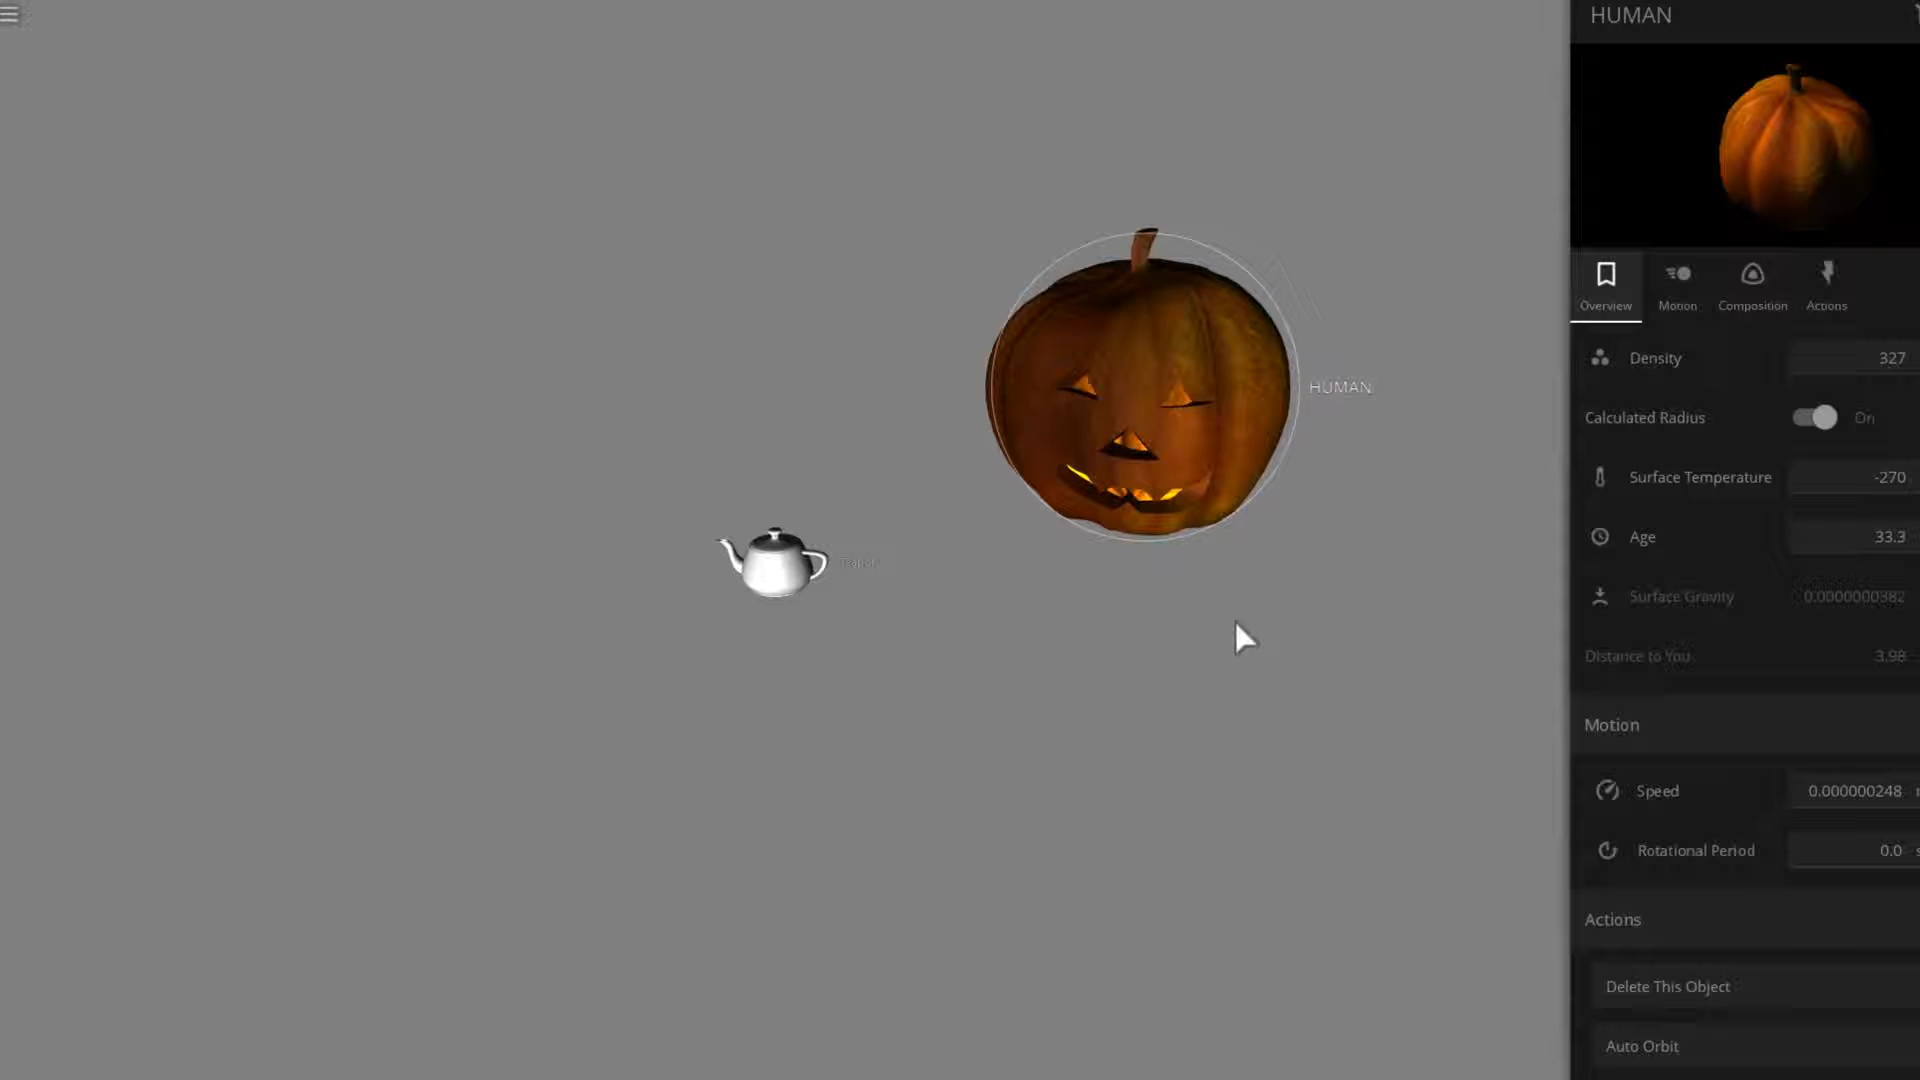 HUMAN
Overview
Motion
Composition
Actions
Density
327
Calculated Radius
On
Surface Temperature
-270
Age
33.3
Surface Gravity
0.0000000382
Distance to You
3.98
Motion
Speed
0.000000248
Rotational Period
0.0 s
Actions
Delete This Object
Auto Orbit
HUMAN
Teapot